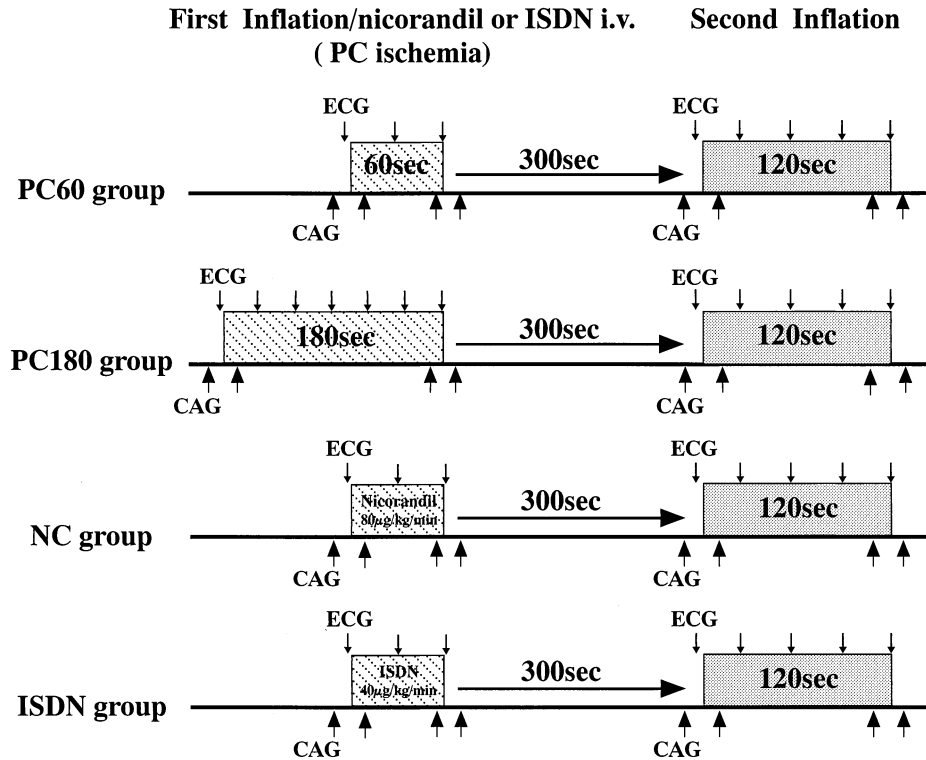 First Inflation/nicorandil or ISDN i.v.
( PC ischemia)
Second Inflation
ECG
ECG
60sec
300sec
120sec
PC60 group
CAG
CAG
ECG
ECG
180sec
300sec
120sec
PC180 group
CAG
CAG
ECG
ECG
Nicorandil
80µg/kg/min
300sec
120sec
NC group
CAG
CAG
ECG
ECG
ISDN
40µg/kg/min
300sec
120sec
ISDN group
CAG
CAG